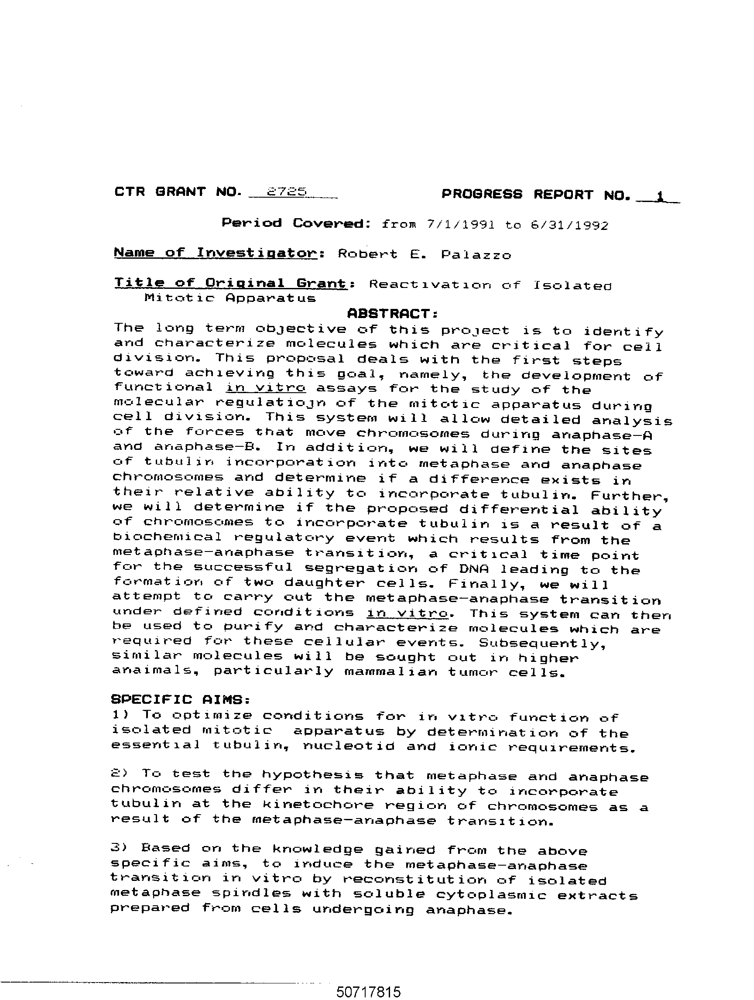 CTR GRANT NO. 2725 PROGRESS REPORT NO. 1
Period Covered: from 7/1/1991 to 6/31/1992
Name of Investigator: Robert E. Palazzo
Title of Original Grant: Reactivation of Isolated
Mitotic Apparatus
ABSTRACT:
The long term objective of this project is to identify
and characterize molecules which are critical for cell
division. This proposal deals with the first steps
toward achieving this goal, namely, the development of
functional in vitro assays for the study of the
molecular regulatiojn of the mitotic apparatus during
cell division. This system will allow detailed analysis
of the forces that move chromosomes during anaphase-A
and anaphase-B. In addition, we will define the sites
of tubulin incorporation into metaphase and anaphase
chromosomes and determine if a difference exists in
their relative ability to incorporate tubulin. Further,
we will determine if the proposed differential ability
of chromosomes to incorporate tubulin is a result of a
biochemical regulatory event which results from the
metaphase-anaphase transition, a critical time point
for the successful segregation of DNA leading to the
formation of two daughter cells. Finally, we will
attempt to carry out the metaphase-anaphase transition
under defined conditions in vitro. This system can then
be used to purify and characterize molecules which are
required for these cellular events. Subsequently,
similar molecules will be sought out in higher
anaimals, particularly mammalian tumor cells.
SPECIFIC AIMS:
1) To optimize conditions for in vitro function of
isolated mitotic apparatus by determination of the
essential tubulin, nucleotid and ionic requirements.
2) To test the hypothesis that metaphase and anaphase
chromosomes differ in their ability to incorporate
tubulin at the kinetochore region of chromosomes as a
result of the metaphase-anaphase transition.
3) Based on the knowledge gained from the above
specific aims, to induce the metaphase-anaphase
transition in vitro by reconstitution of isolated
metaphase spindles with soluble cytoplasmic extracts
prepared from cells undergoing anaphase.
50717815